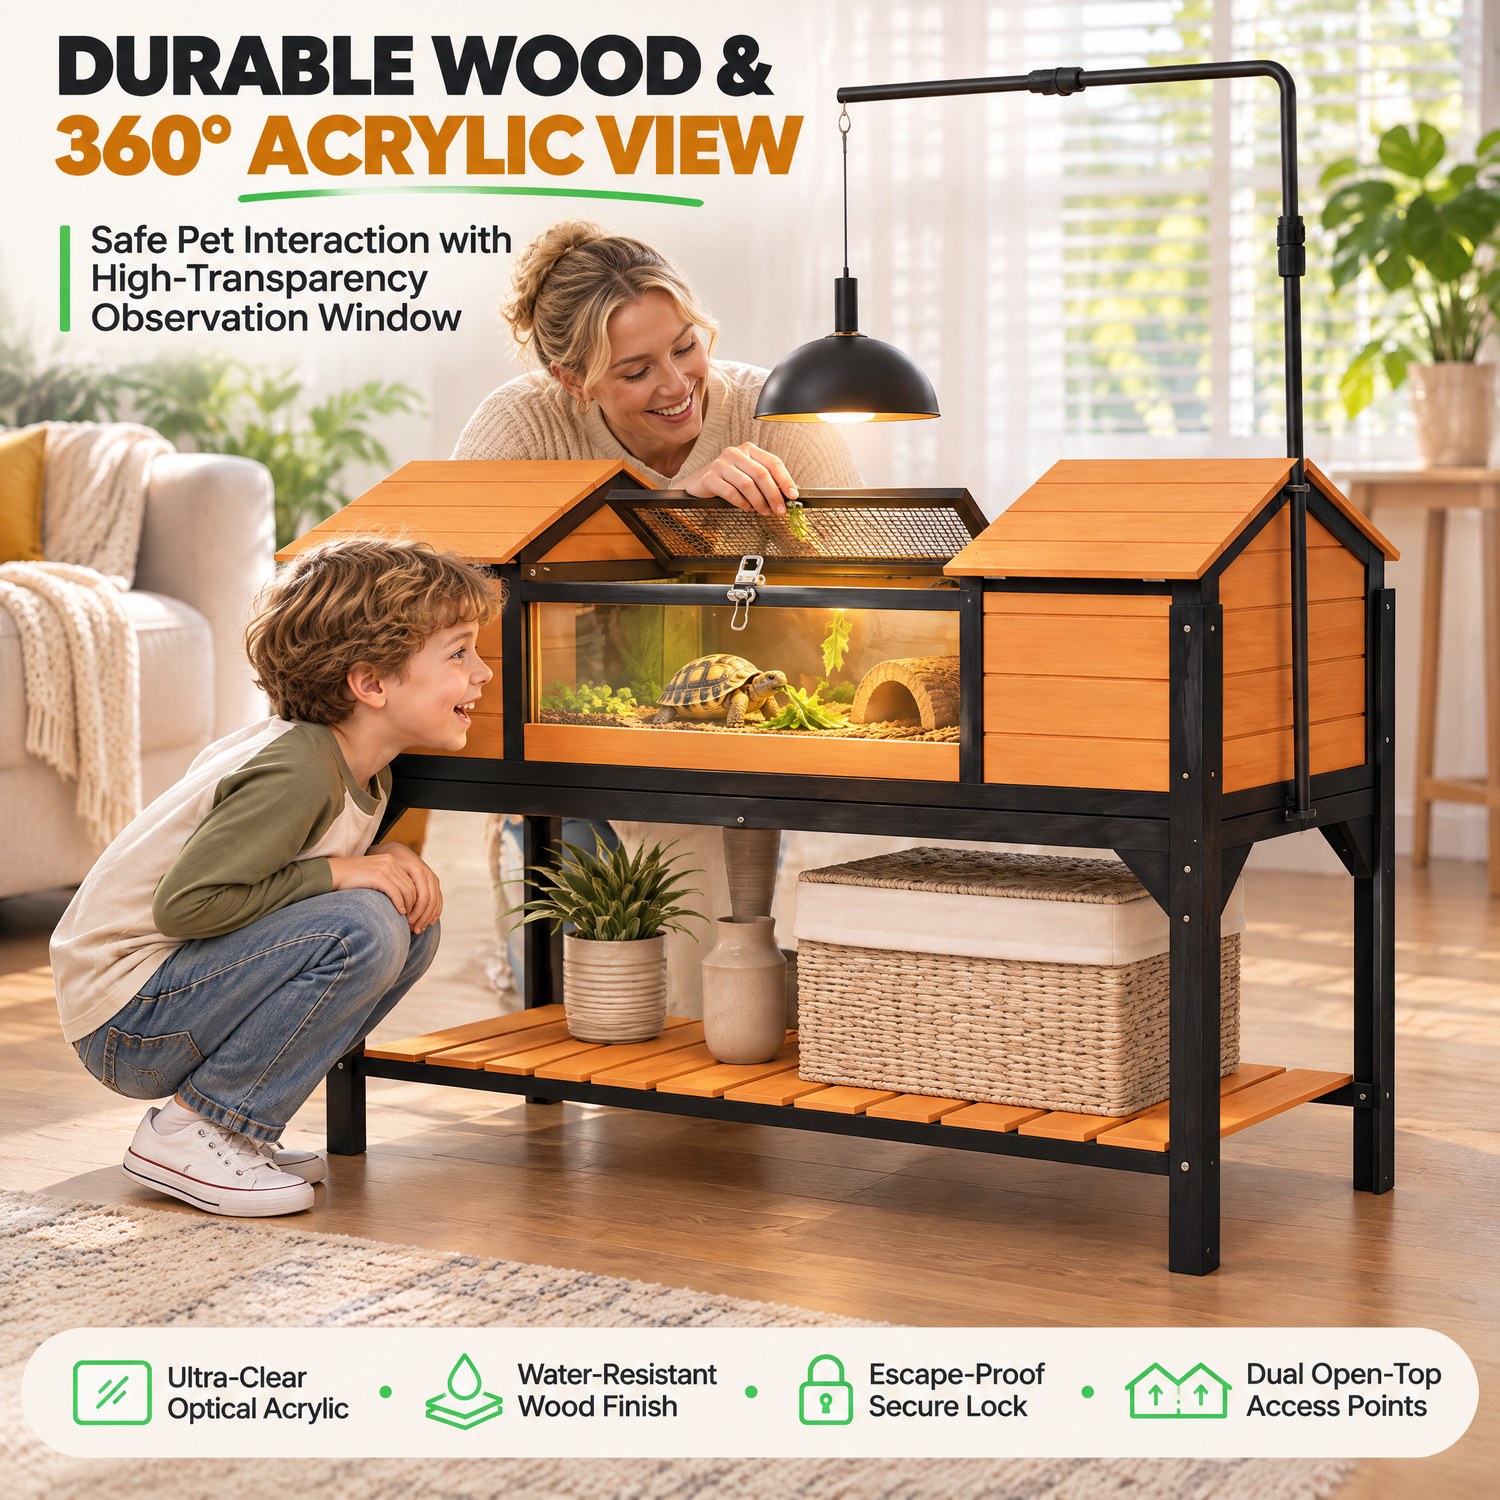 DURABLE WOOD &
360° ACRYLIC VIEW
Safe Pet Interaction with
High-Transparency
Observation Window
Ultra-Clear
Optical Acrylic
Water-Resistant
Wood Finish
Escape-Proof
Secure Lock
Dual Open-Top
Access Points